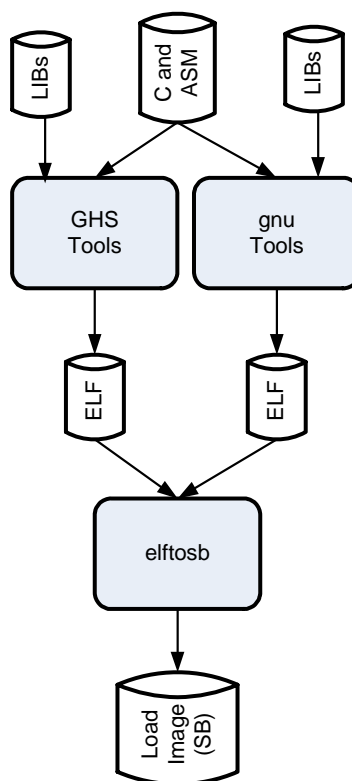 LIBs
C and
ASM
LIBs
GHS
Tools
gnu
Tools
ELF
ELF
elftosb
Load
Image
(SB)